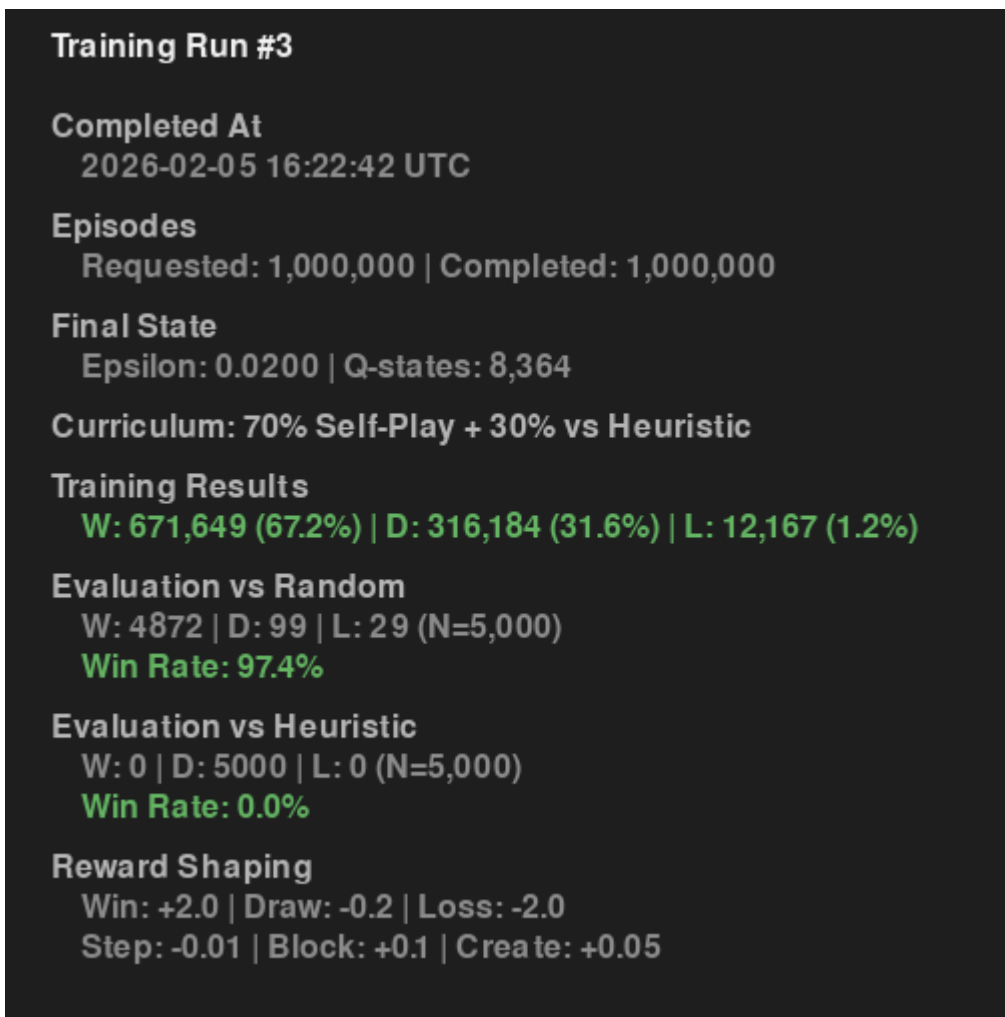 Training Run #3
Completed At
2026-02-05 16:22:42 UTC
Episodes
Requested: 1,000,000 | Completed: 1,000,000
Final State
Epsilon: 0.0200 | Q-states: 8,364
Curriculum: 70% Self-Play + 30% vs Heuristic
Training Results
W: 671,649 (67.2%) | D: 316,184 (31.6%) | L: 12,167 (1.2%)
Evaluation vs Random
W: 4872 | D: 99 | L: 29 (N=5,000)
Win Rate: 97.4%
Evaluation vs Heuristic
W: 0 | D: 5000 | L: 0 (N=5,000)
Win Rate: 0.0%
Reward Shaping
Win: +2.0 | Draw: -0.2 | Loss: -2.0
Step: -0.01 | Block: +0.1 | Create: +0.05